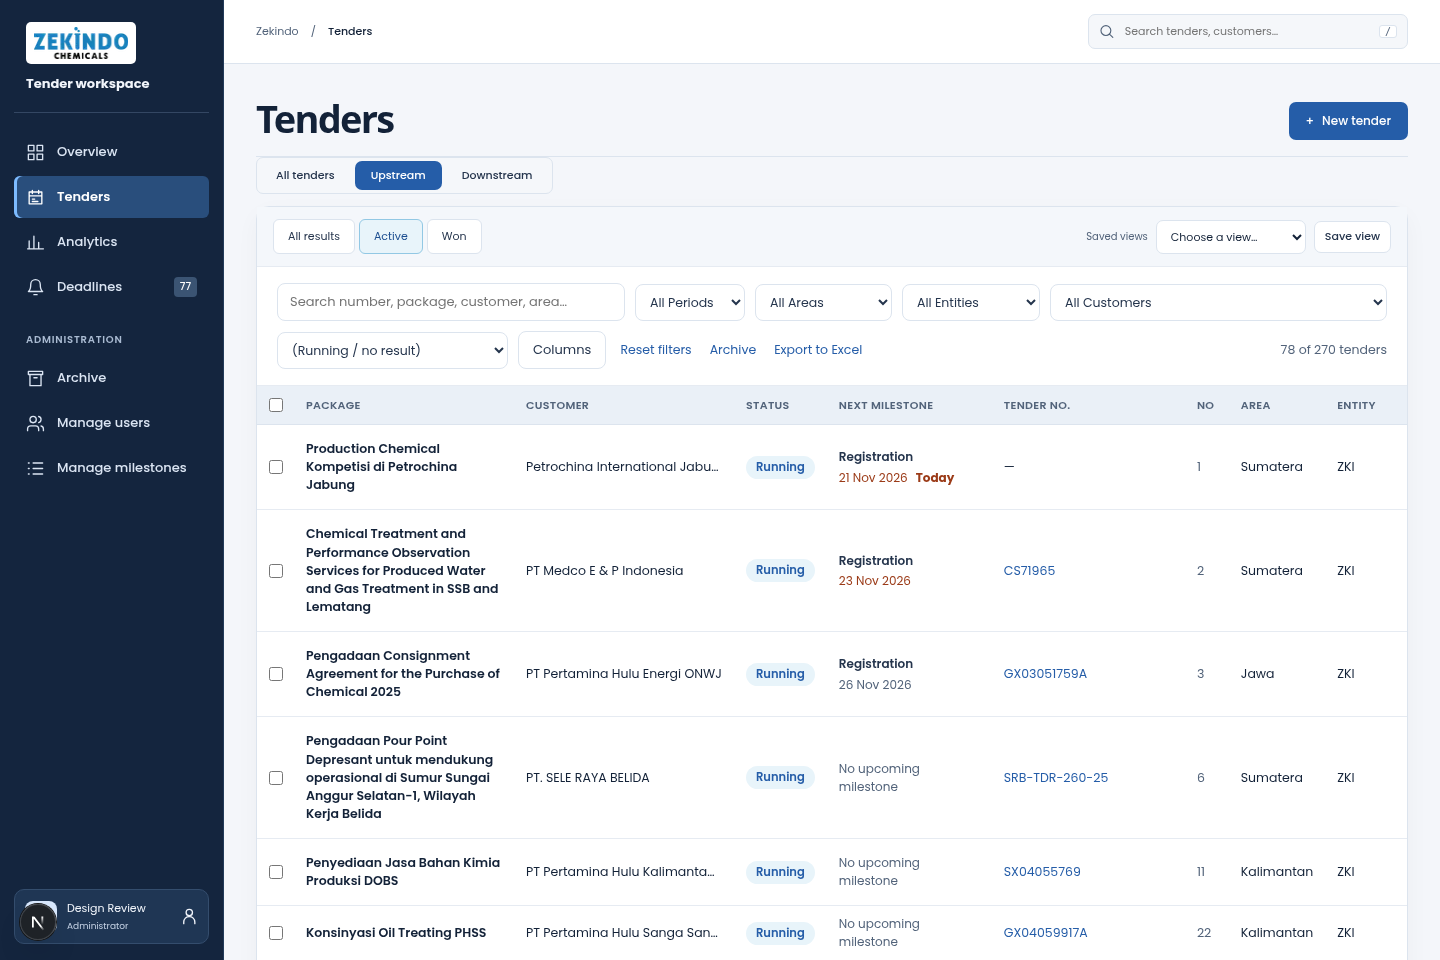 ZEKINDO
CHEMICALS
Tender workspace
Overview
Tenders
Analytics
Deadlines 77
ADMINISTRATION
Archive
Manage users
Manage milestones
N
Design Review
Administrator
Zekindo / Tenders
Search tenders, customers... /
Tenders
+ New tender
All tenders Upstream Downstream
All results Active Won
Saved views Choose a view... Save view
Search number, package, customer, area... All Periods All Areas All Entities All Customers
(Running / no result) Columns Reset filters Archive Export to Excel 78 of 270 tenders
PACKAGE CUSTOMER STATUS NEXT MILESTONE TENDER NO. NO AREA ENTITY
Production Chemical
Kompetisi di Petrochina
Jabung
Petrochina International Jabu...
Running
Registration
21 Nov 2026 Today
—
1
Sumatera
ZKI
Chemical Treatment and
Performance Observation
Services for Produced Water
and Gas Treatment in SSB and
Lematang
PT Medco E & P Indonesia
Running
Registration
23 Nov 2026
CS71965
2
Sumatera
ZKI
Pengadaan Consignment
Agreement for the Purchase of
Chemical 2025
PT Pertamina Hulu Energi ONWJ
Running
Registration
26 Nov 2026
GX03051759A
3
Jawa
ZKI
Pengadaan Pour Point
Depresant untuk mendukung
operasional di Sumur Sungai
Anggur Selatan-1, Wilayah
Kerja Belida
PT. SELE RAYA BELIDA
Running
No upcoming
milestone
SRB-TDR-260-25
6
Sumatera
ZKI
Penyediaan Jasa Bahan Kimia
Produksi DOBS
PT Pertamina Hulu Kalimanta...
Running
No upcoming
milestone
SX04055769
11
Kalimantan
ZKI
Konsinyasi Oil Treating PHSS
PT Pertamina Hulu Sanga San...
Running
No upcoming
milestone
GX04059917A
22
Kalimantan
ZKI